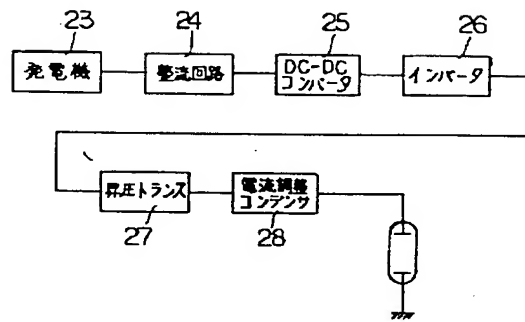 23
24
25
26
発電機
整流回路
DC-DC
コンバータ
インバータ
昇圧トランス
電流調整
コンデンサ
27
28